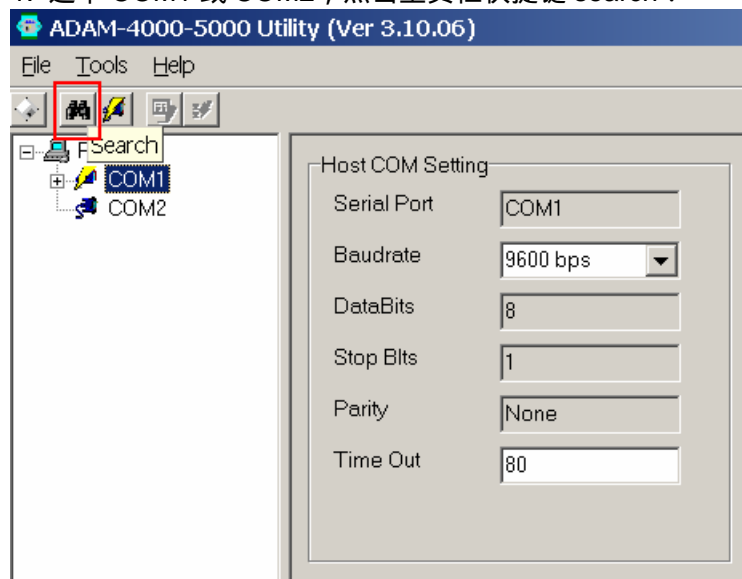 ADAM-4000-5000 Utility (Ver 3.10.06)
File Tools Help
Search
COM1
COM2
Host COM Setting
Serial Port COM1
Baudrate 9600 bps
DataBits 8
Stop BIts 1
Parity None
Time Out 80